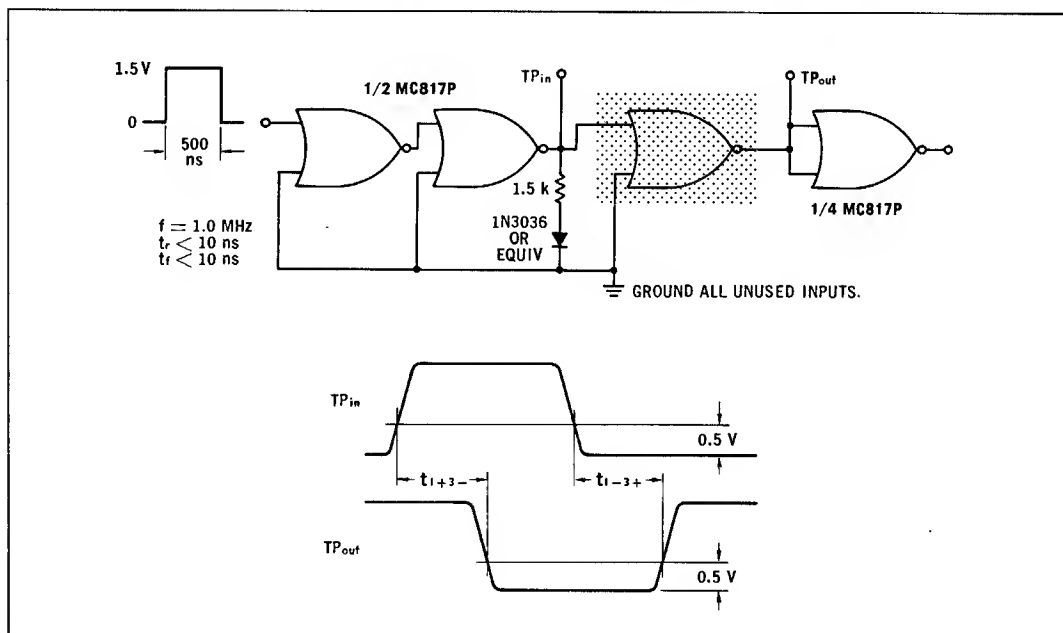 1.5 V
0
500
ns
f = 1.0 MHz
tr < 10 ns
tf < 10 ns
1/2 MC817P
TPin
TPout
1.5 k
1N3036
OR
EQUIV
1/4 MC817P
GROUND ALL UNUSED INPUTS.
TPin
0.5 V
t1+3−
t1−3+
TPout
0.5 V